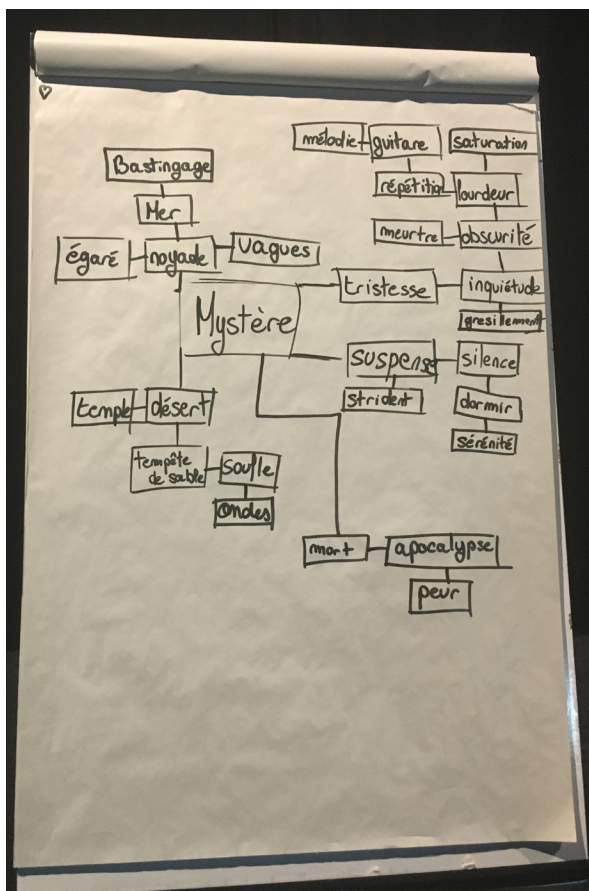 mélodie
guitare
saturation
Bastingage
répétition
lourdeur
Mer
meurtre
obscurité
égaré
noyade
vagues
tristesse
inquiétude
Mystère
gresillement
suspense
silence
strident
dormir
sérénité
temple
désert
tempête
de sable
soufle
ondes
mort
apocalypse
peur